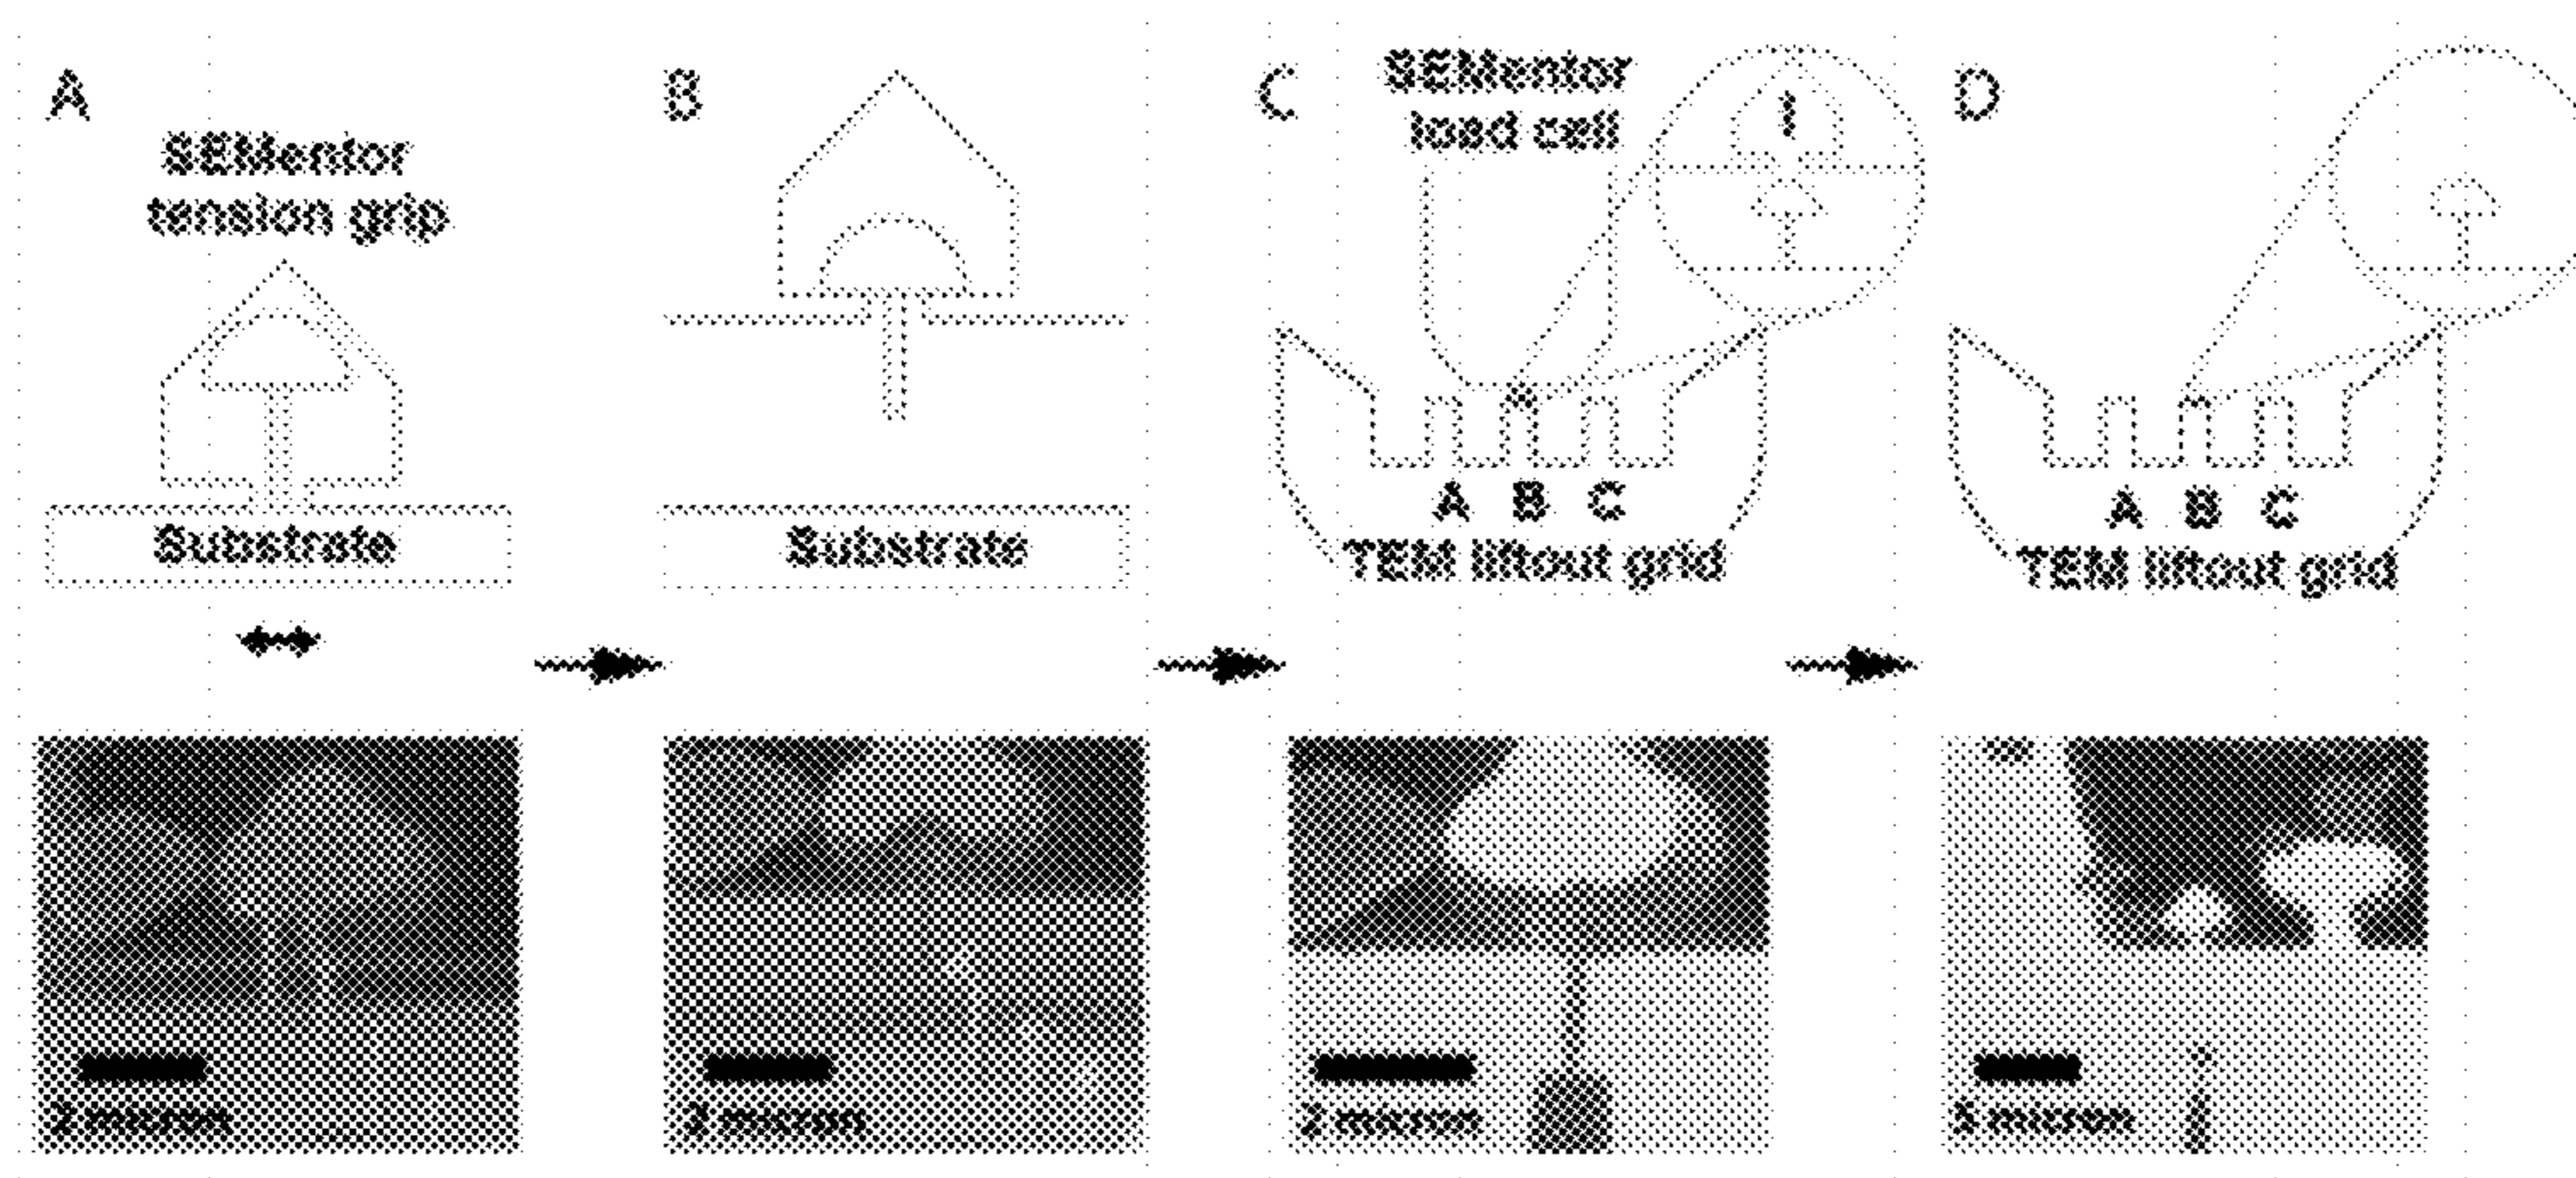 A
SEMentor
tension grip
Substrate
B
Substrate
C
SEMentor
load cell
A B C
TEM liftout grid
D
A B C
TEM liftout grid
2 micron
2 micron
3 micron